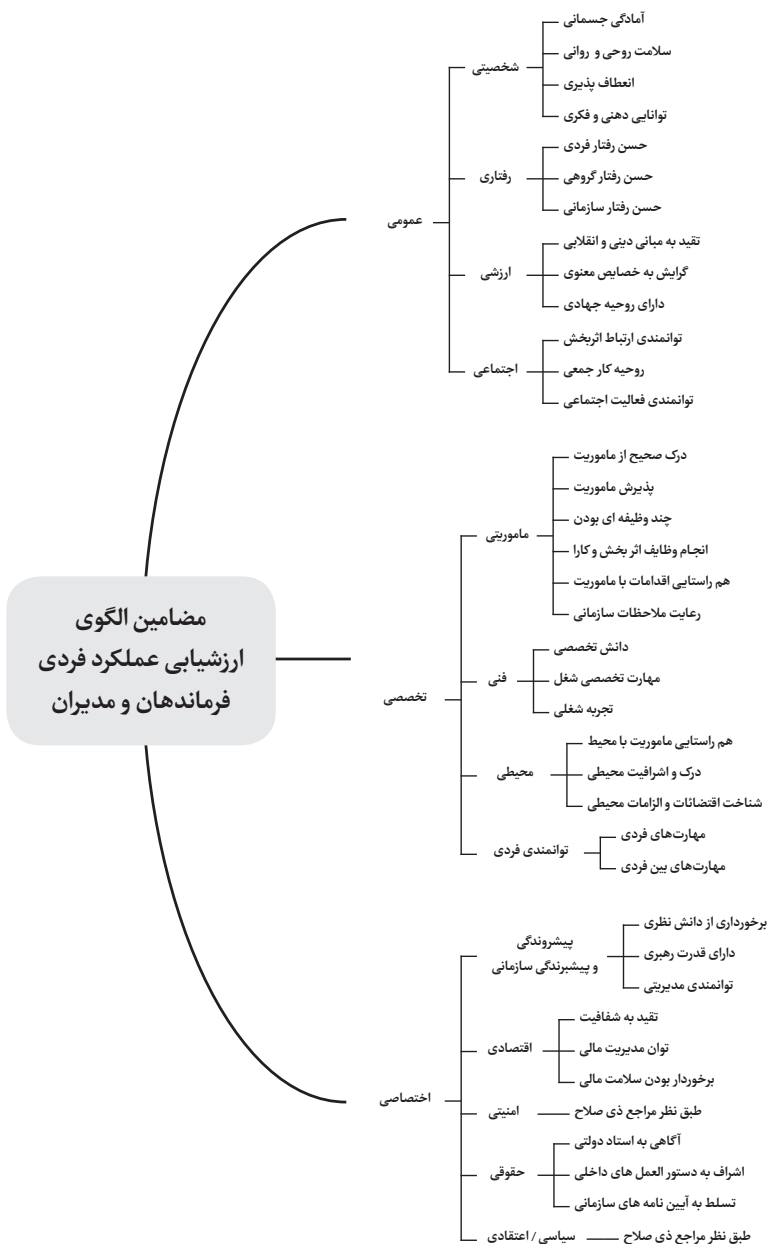 مضامین الگوی
ارزشیابی عملکرد فردی
فرماندهان و مدیران
عمومی
شخصیتی
آمادگی جسمانی
سلامت روحی و روانی
انعطاف پذیری
توانایی دهنی و فکری
رفتاری
حسن رفتار فردی
حسن رفتار گروهی
حسن رفتار سازمانی
ارزشی
تقید به مبانی دینی و انقلابی
گرایش به خصایص معنوی
دارای روحیه جهادی
اجتماعی
توانمندی ارتباط اثربخش
روحیه کار جمعی
توانمندی فعالیت اجتماعی
تخصصی
ماموریتی
درک صحیح از ماموریت
پذیرش ماموریت
چند وظیفه ای بودن
انجام وظایف اثر بخش و کارا
هم راستایی اقدامات با ماموریت
رعایت ملاحظات سازمانی
فنی
دانش تخصصی
مهارت تخصصی شغل
تجربه شغلی
محیطی
هم راستایی ماموریت با محیط
درک و اشرافیت محیطی
شناخت اقتضائات و الزامات محیطی
توانمندی فردی
مهارت‌های فردی
مهارت‌های بین فردی
اختصاصی
پیشروندگی
و پیشبرندگی سازمانی
برخورداری از دانش نظری
دارای قدرت رهبری
توانمندی مدیریتی
اقتصادی
تقید به شفافیت
توان مدیریت مالی
برخوردار بودن سلامت مالی
امنیتی
طبق نظر مراجع ذی صلاح
حقوقی
آگاهی به استاد دولتی
اشراف به دستور العمل های داخلی
تسلط به آیین نامه های سازمانی
سیاسی / اعتقادی
طبق نظر مراجع ذی صلاح